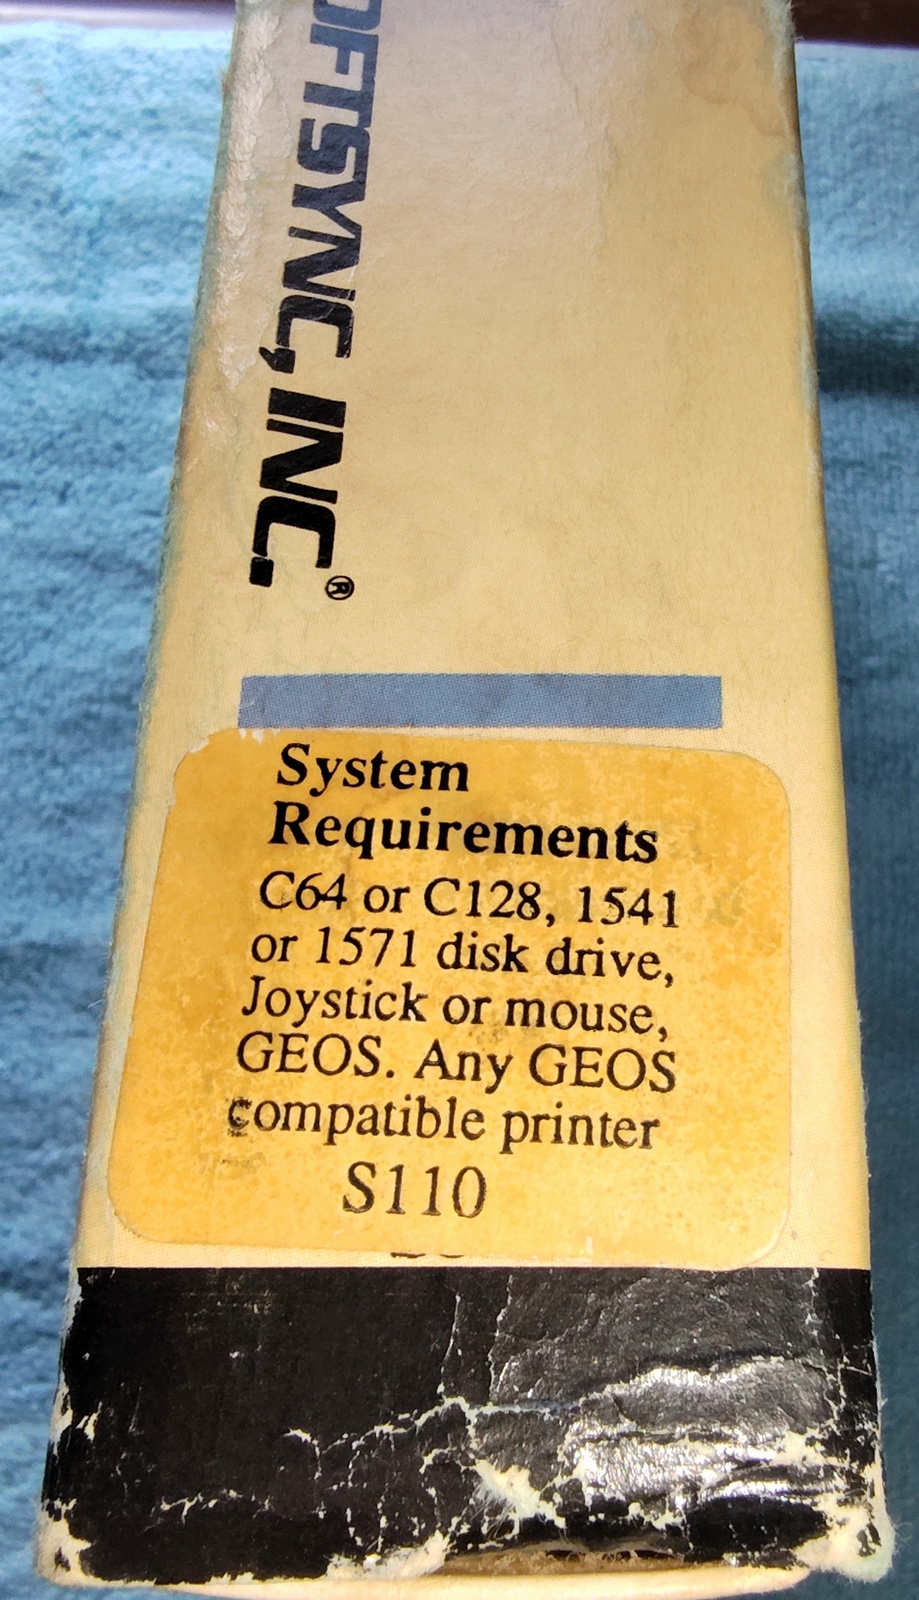 OFTSYNC, INC.®
System
Requirements
C64 or C128, 1541
or 1571 disk drive,
Joystick or mouse,
GEOS. Any GEOS
compatible printer
S110